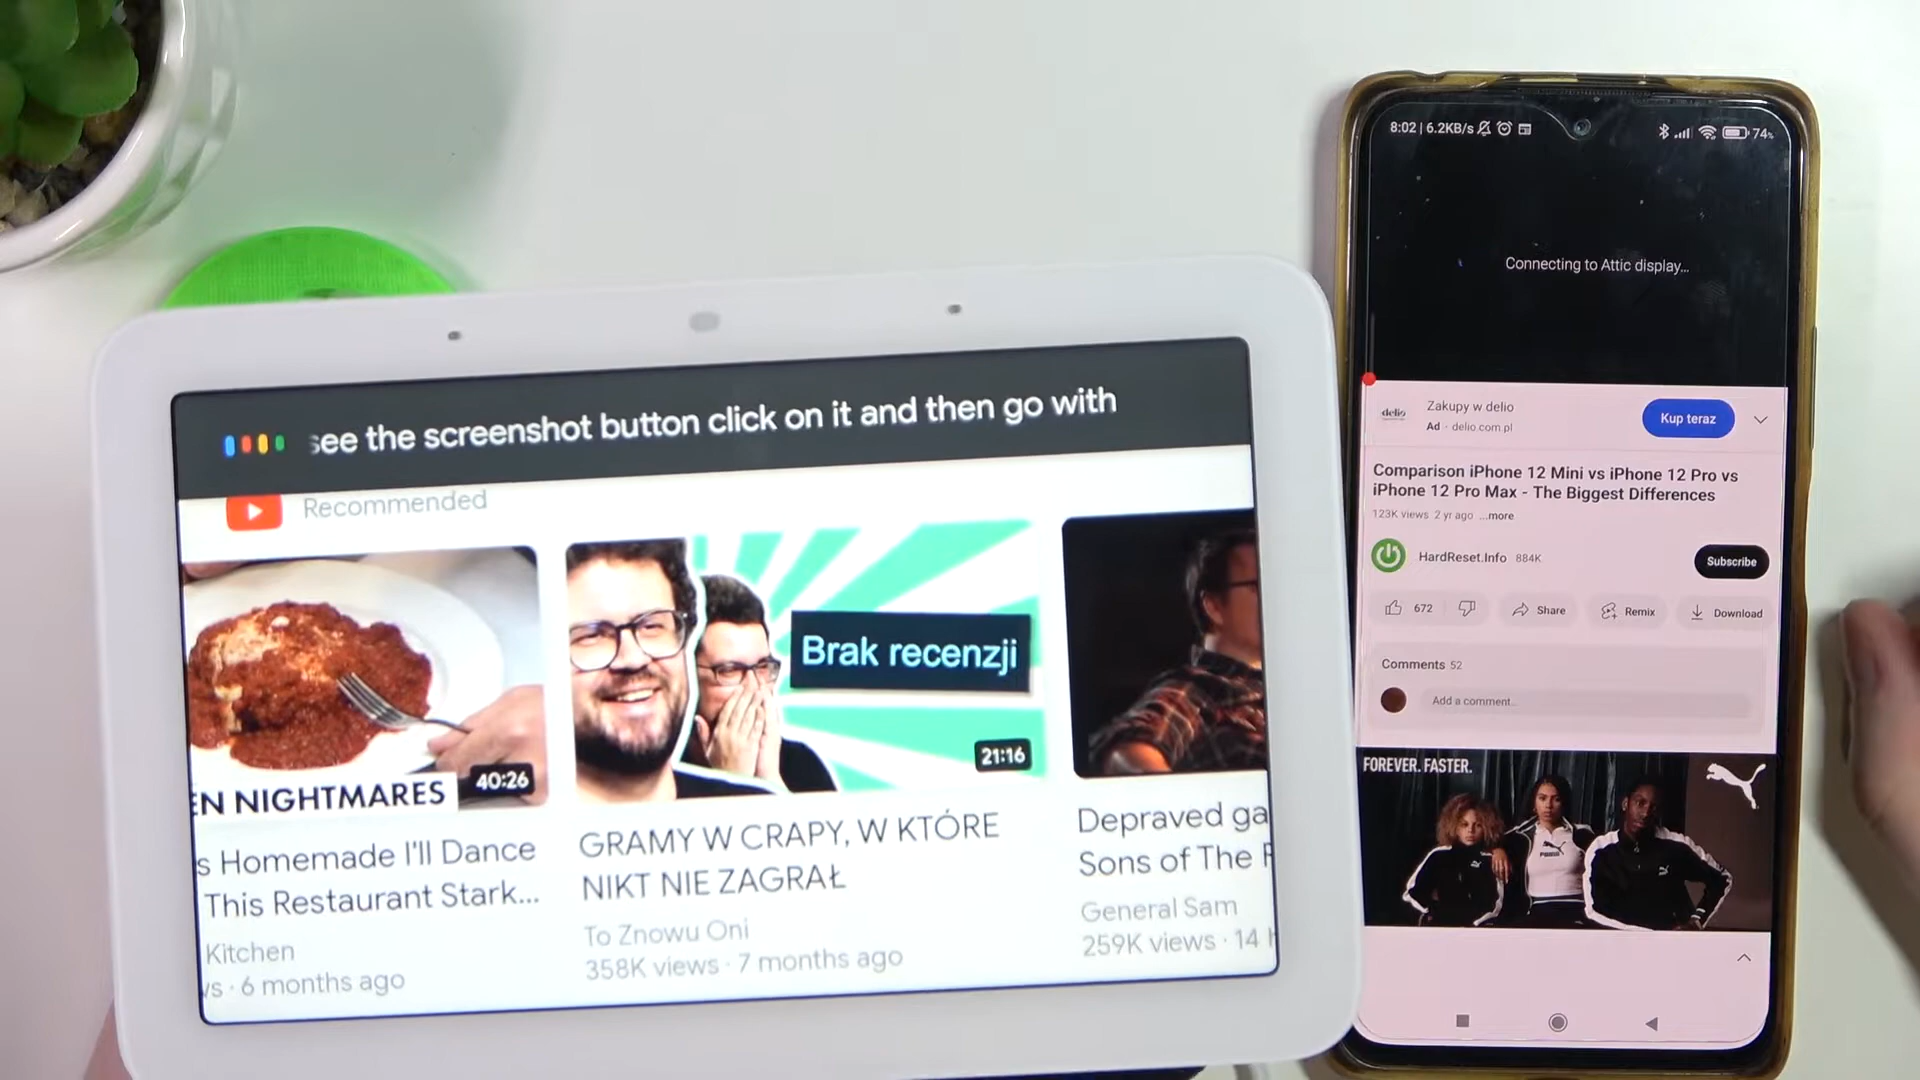 see the screenshot button click on it and then go with
Recommended
EN NIGHTMARES
40:26
s Homemade I'll Dance
This Restaurant Stark...
Kitchen
6 months ago
Brak recenzji
21:16
GRAMY W CRAPY, W KTÓRE
NIKT NIE ZAGRAŁ
To Znowu Oni
358K views · 7 months ago
Depraved ga
Sons of The
General Sam
259K views · 14
8:02 | 6.2KB/s
74%
Connecting to Attic display...
delio
Zakupy w delio
Ad · delio.com.pl
Kup teraz
Comparison iPhone 12 Mini vs iPhone 12 Pro vs
iPhone 12 Pro Max - The Biggest Differences
123K views 2 yr ago ...more
HardReset.Info 884K
Subscribe
672
Share
Remix
Download
Comments 52
Add a comment...
FOREVER. FASTER.